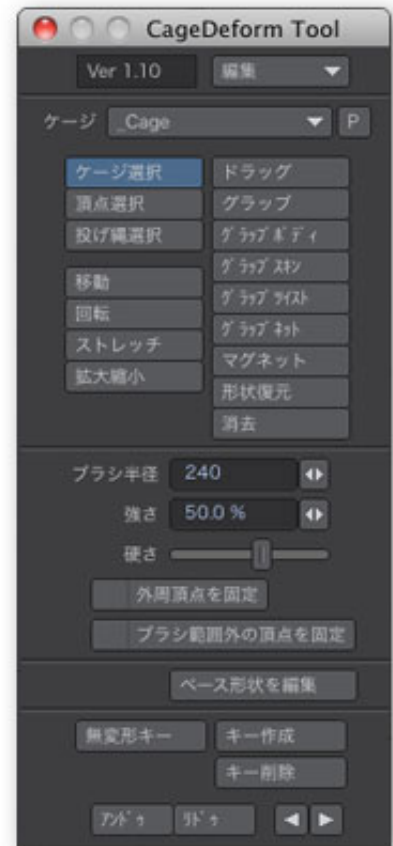 CageDeform Tool
Ver 1.10 編集
ケージ _Cage P
ケージ選択 ドラッグ
頂点選択 グラップ
投げ縄選択 ｸﾞﾗｯﾌﾟﾎﾞﾃﾞｨ
ｸﾞﾗｯﾌﾟｽｷﾝ
移動 ｸﾞﾗｯﾌﾟﾂｲｽﾄ
回転 ｸﾞﾗｯﾌﾟﾈｯﾄ
ストレッチ マグネット
拡大縮小 形状復元
消去
ブラシ半径 240
強さ 50.0 %
硬さ
外周頂点を固定
ブラシ範囲外の頂点を固定
ベース形状を編集
無変形キー キー作成
キー削除
ｱﾝﾄﾞｩ ﾘﾄﾞｩ